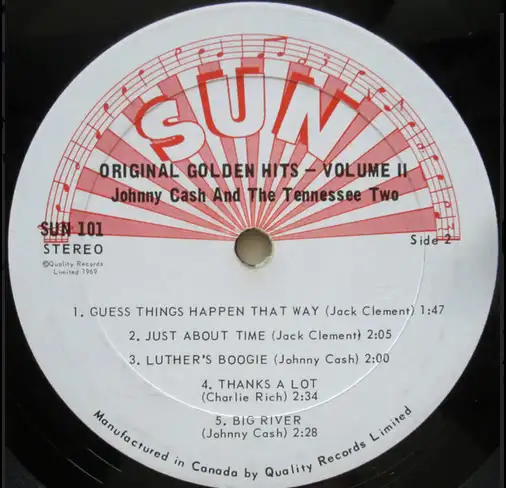 SUN
ORIGINAL GOLDEN HITS – VOLUME II
Johnny Cash And The Tennessee Two
SUN 101
STEREO
©Quality Records
Limited 1969
Side 2
1. GUESS THINGS HAPPEN THAT WAY (Jack Clement) 1:47
2. JUST ABOUT TIME (Jack Clement) 2:05
3. LUTHER'S BOOGIE (Johnny Cash) 2:00
4. THANKS A LOT
(Charlie Rich) 2:34
5. BIG RIVER
(Johnny Cash) 2:28
Manufactured in Canada by Quality Records Limited